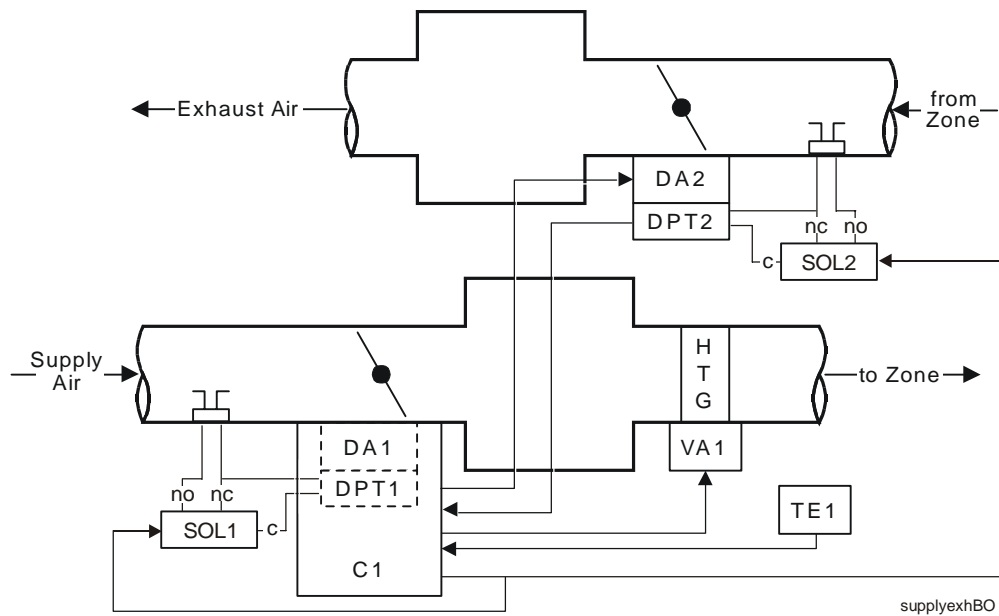 Exhaust Air
from
Zone
DA2
DPT2
nc no
c
SOL2
Supply
Air
H
T
G
to Zone
DA1
VA1
DPT1
no nc
TE1
SOL1
c
C1
supplyexhBO